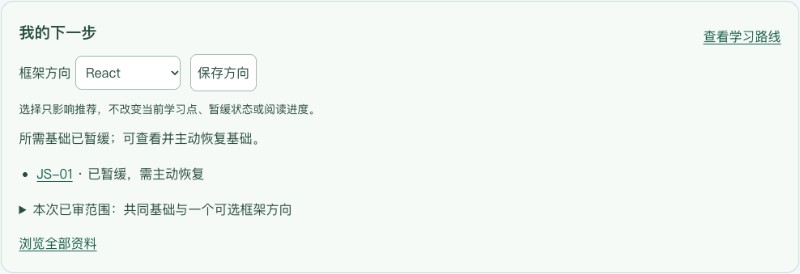 我的下一步
查看学习路线
框架方向 React 保存方向
选择只影响推荐，不改变当前学习点、暂缓状态或阅读进度。
所需基础已暂缓；可查看并主动恢复基础。
• JS-01 · 已暂缓，需主动恢复
▶ 本次已审范围：共同基础与一个可选框架方向
浏览全部资料